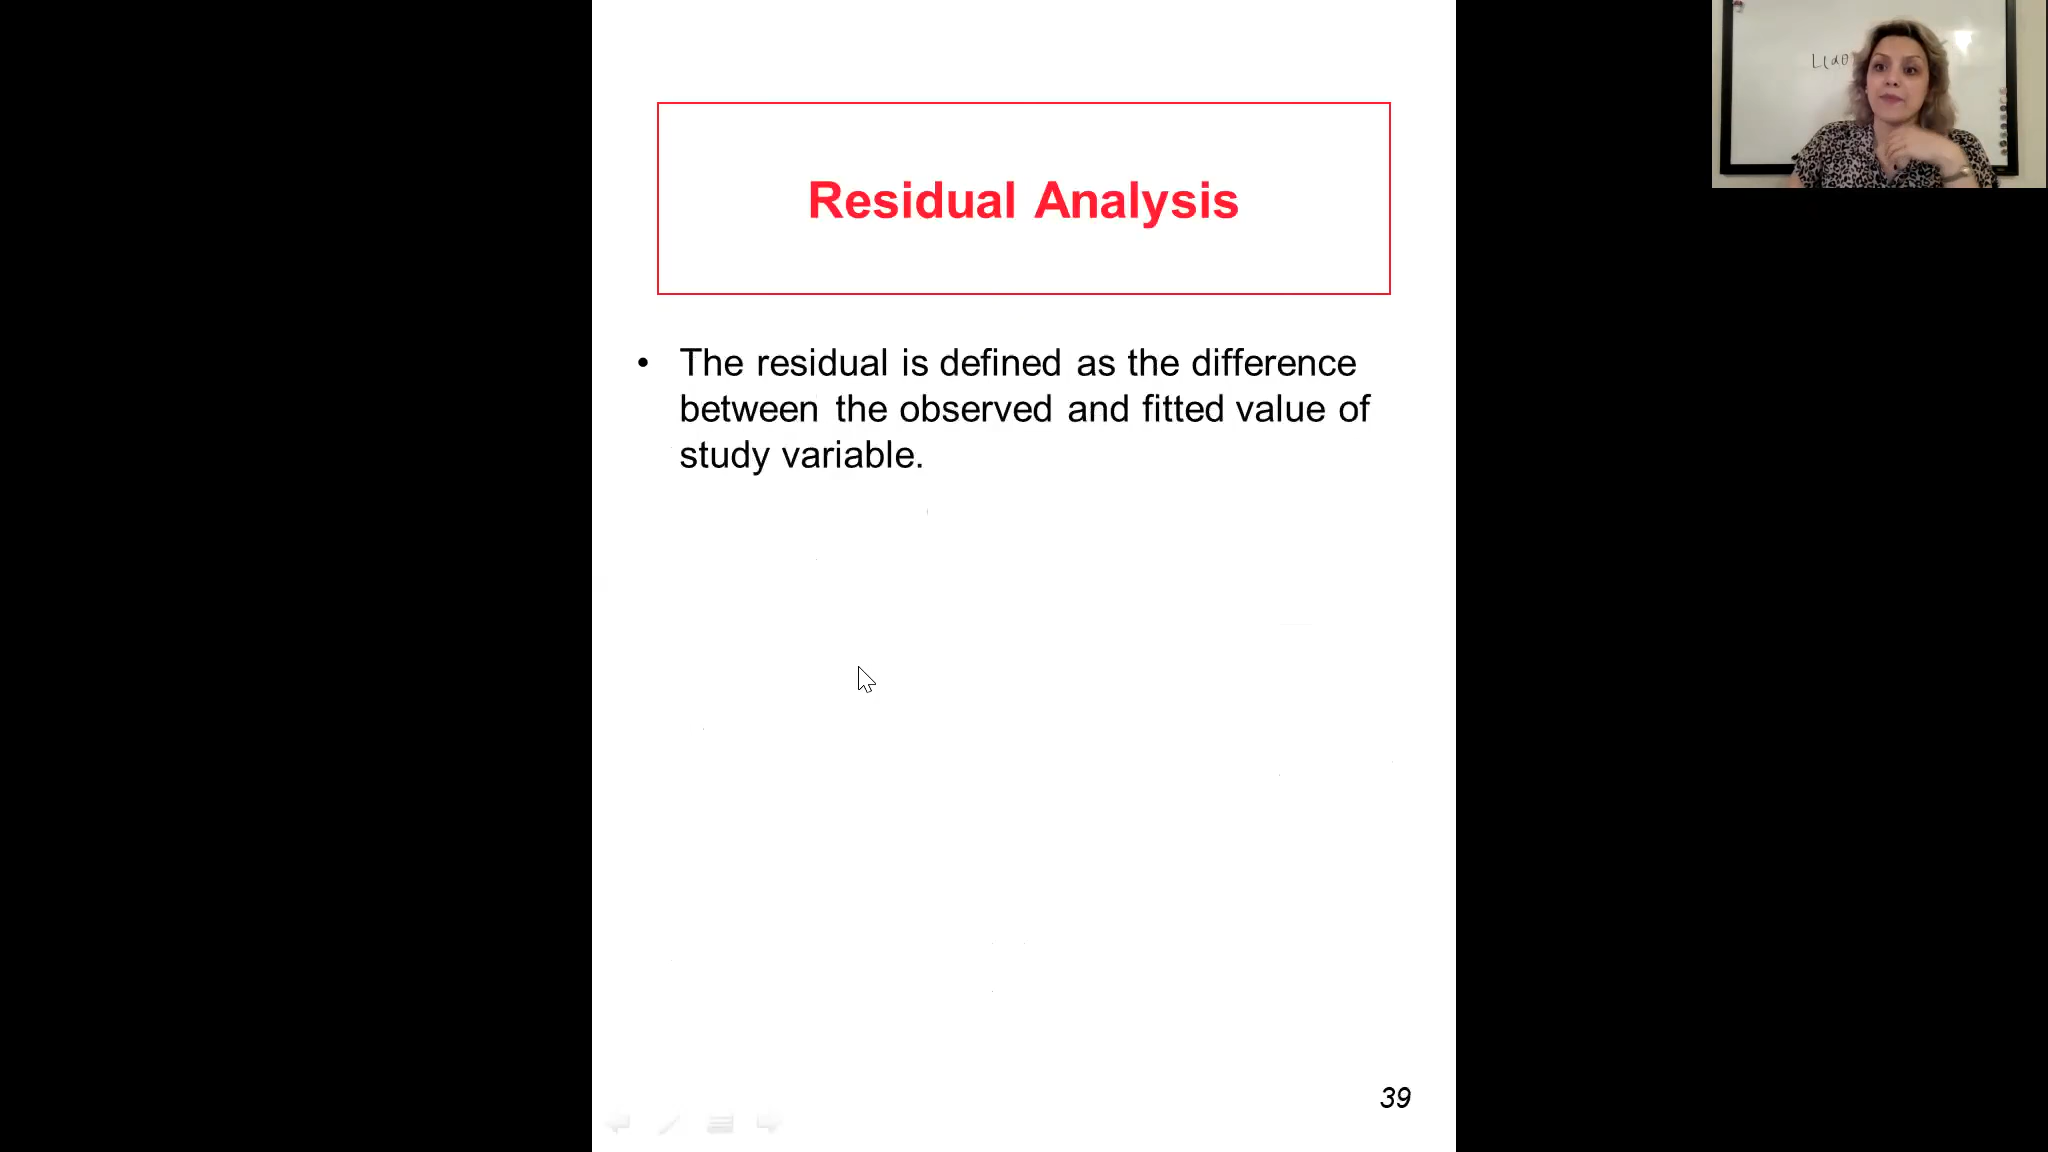 Residual Analysis
• The residual is defined as the difference
between the observed and fitted value of
study variable.
39